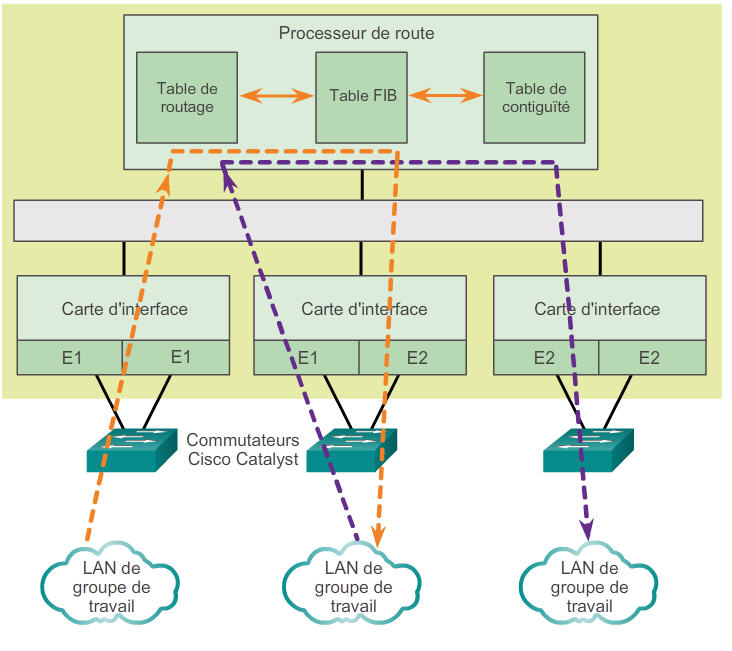 Processeur de route
Table de
routage
Table FIB
Table de
contiguïté
Carte d'interface
Carte d'interface
Carte d'interface
E1
E1
E1
E2
E2
E2
Commutateurs
Cisco Catalyst
LAN de
groupe de
travail
LAN de
groupe de
travail
LAN de
groupe de
travail